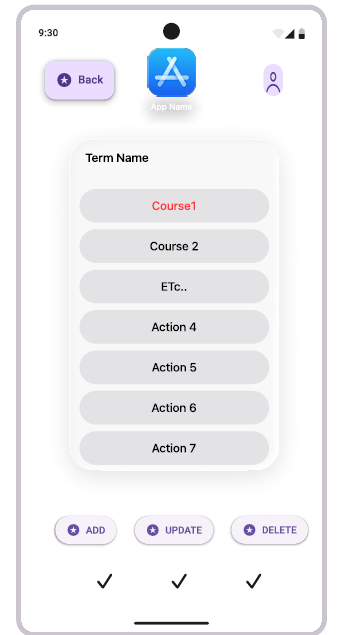 9:30
Back
App Name
Term Name
Course1
Course 2
ETc..
Action 4
Action 5
Action 6
Action 7
ADD
UPDATE
DELETE